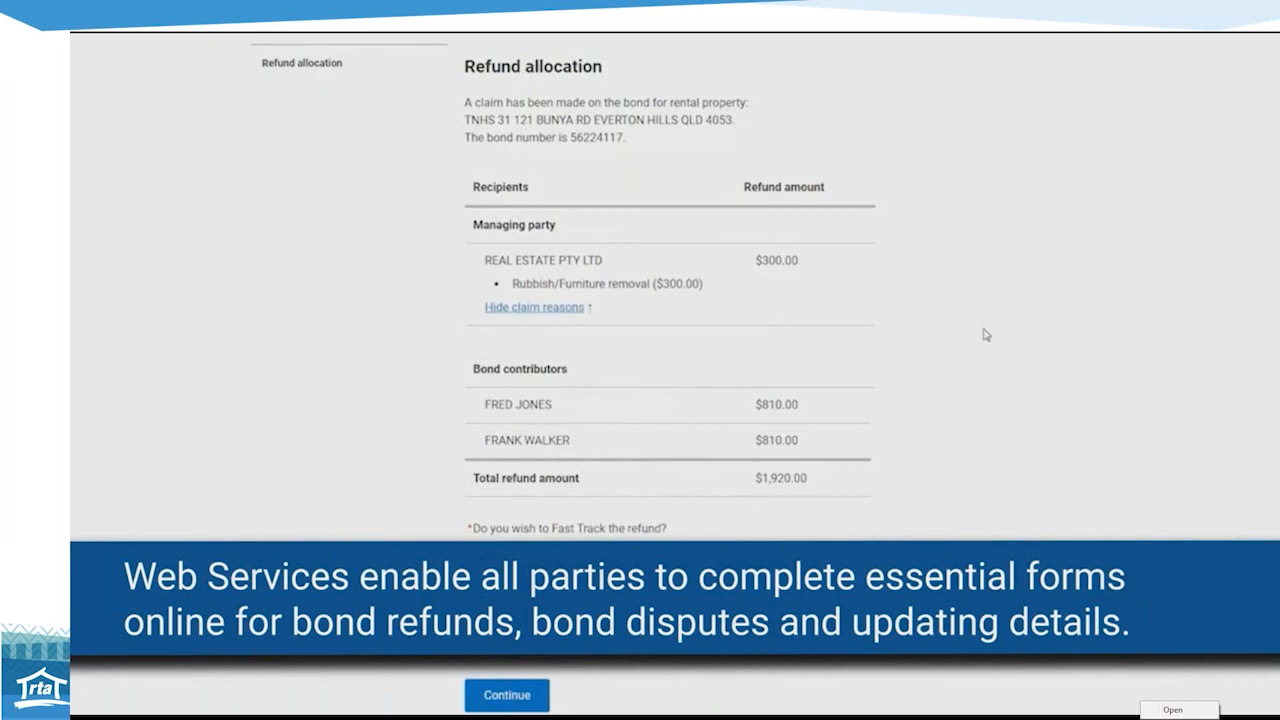 Refund allocation
Refund allocation
A claim has been made on the bond for rental property:
TNHS 31 121 BUNYA RD EVERTON HILLS QLD 4053.
The bond number is 56224117.
Recipients Refund amount
Managing party
REAL ESTATE PTY LTD $300.00
• Rubbish/Furniture removal ($300.00)
Hide claim reasons ↑
Bond contributors
FRED JONES $810.00
FRANK WALKER $810.00
Total refund amount $1,920.00
*Do you wish to Fast Track the refund?
Web Services enable all parties to complete essential forms
online for bond refunds, bond disputes and updating details.
rta
Continue
Open